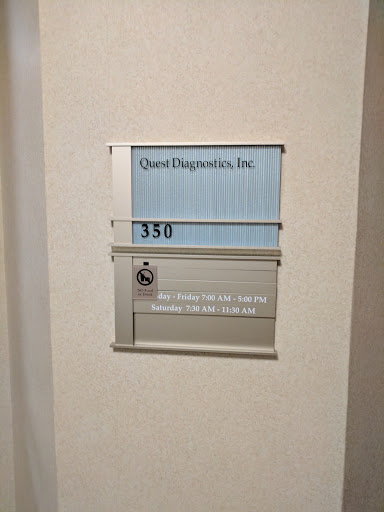 Quest Diagnostics, Inc.
350
day - Friday 7:00 AM - 5:00 PM
Saturday 7:30 AM - 11:30 AM